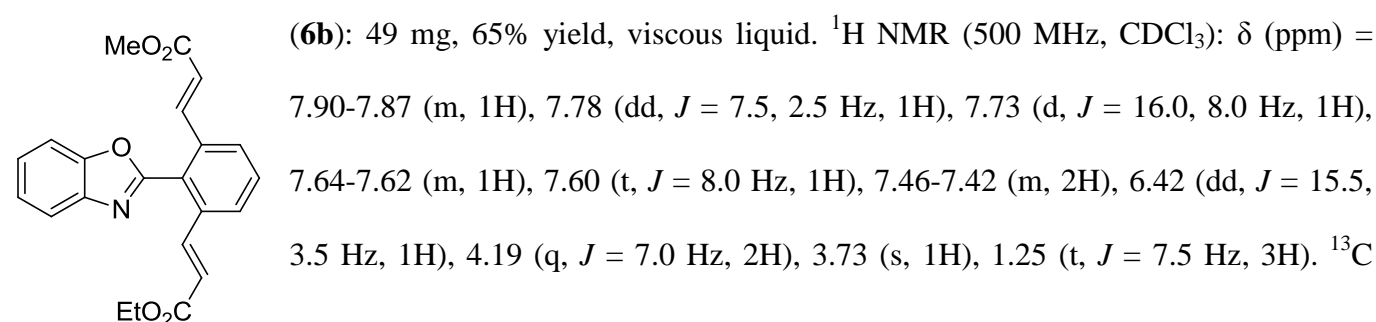 MeO₂C
O
N
EtO₂C
(6b): 49 mg, 65% yield, viscous liquid. ¹H NMR (500 MHz, CDCl₃): δ (ppm) =
7.90-7.87 (m, 1H), 7.78 (dd, J = 7.5, 2.5 Hz, 1H), 7.73 (d, J = 16.0, 8.0 Hz, 1H),
7.64-7.62 (m, 1H), 7.60 (t, J = 8.0 Hz, 1H), 7.46-7.42 (m, 2H), 6.42 (dd, J = 15.5,
3.5 Hz, 1H), 4.19 (q, J = 7.0 Hz, 2H), 3.73 (s, 1H), 1.25 (t, J = 7.5 Hz, 3H). ¹³C